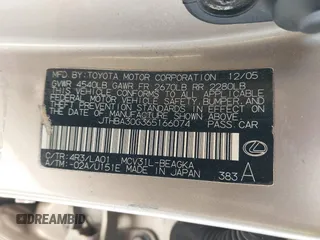 MFD. BY TOYOTA MOTOR CORPORATION 12/05
GVWR 4540LB GAWR FR 2670LB RR 2280LB
THIS VEHICLE CONFORMS TO ALL APPLICABLE
FEDERAL MOTOR VEHICLE SAFETY, BUMPER, AND
THEFT PREVENTION STANDARDS IN EFFECT ON
THE DATE OF MANUFACTURE SHOWN ABOVE.
JTHBA30G365166074 PASS.CAR
C/TR:4R3/LA01 MCV31L-BEAGKA
A/TM:-02A/U151E MADE IN JAPAN
383 A
DREAMBID